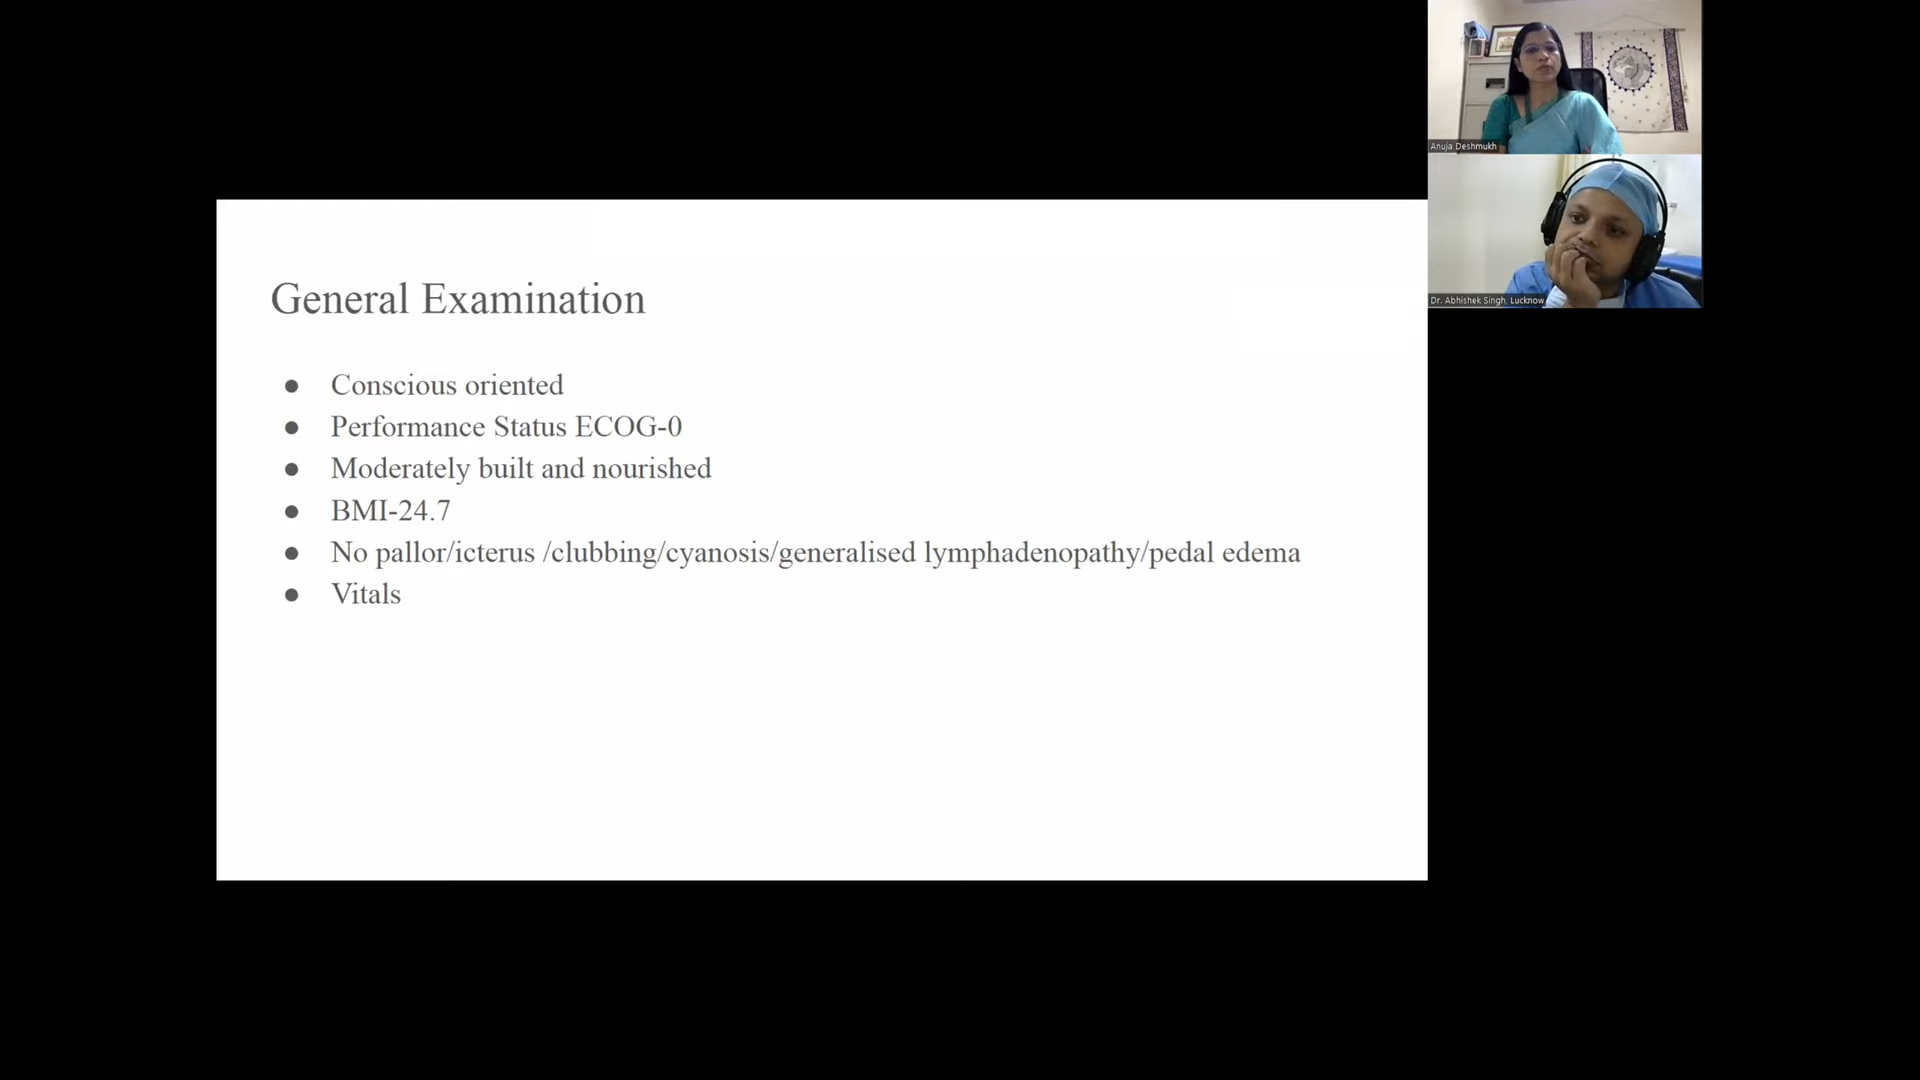 General Examination
● Conscious oriented
● Performance Status ECOG-0
● Moderately built and nourished
● BMI-24.7
● No pallor/icterus /clubbing/cyanosis/generalised lymphadenopathy/pedal edema
● Vitals
Anuja Deshmukh
Dr. Abhishek Singh, Lucknow